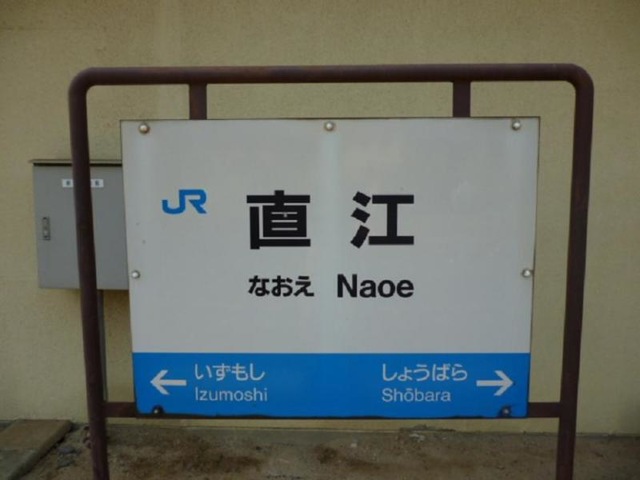 JR
直江
なおえ Naoe
いずもし しょうばら
Izumoshi Shōbara